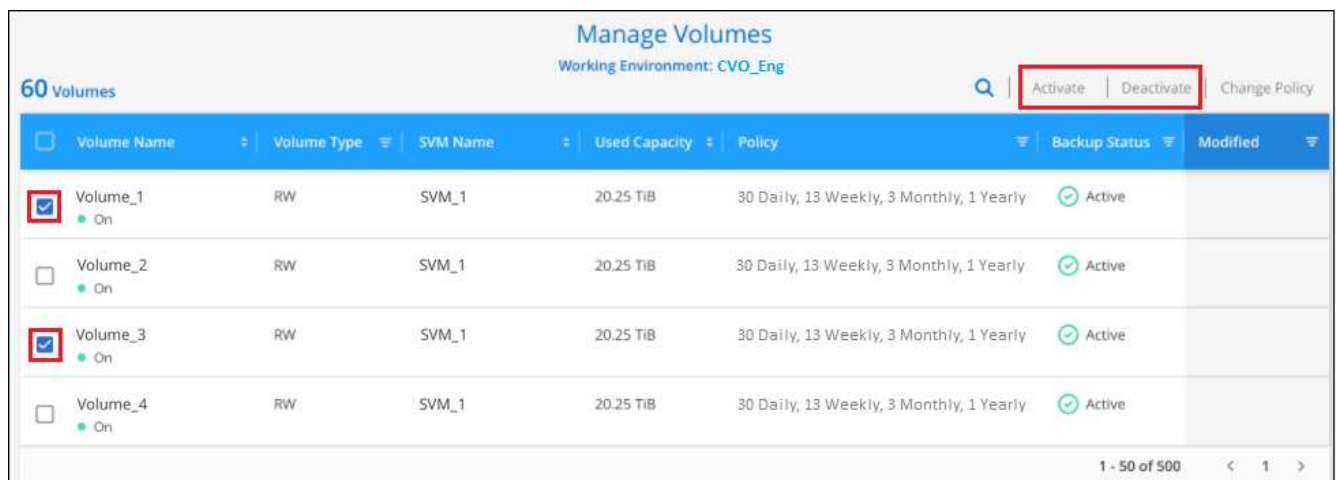 Manage Volumes
Working Environment: CVO_Eng
60 Volumes
Activate | Deactivate | Change Policy
Volume Name | Volume Type | SVM Name | Used Capacity | Policy | Backup Status | Modified
Volume_1 RW SVM_1 20.25 TiB 30 Daily, 13 Weekly, 3 Monthly, 1 Yearly Active
On
Volume_2 RW SVM_1 20.25 TiB 30 Daily, 13 Weekly, 3 Monthly, 1 Yearly Active
On
Volume_3 RW SVM_1 20.25 TiB 30 Daily, 13 Weekly, 3 Monthly, 1 Yearly Active
On
Volume_4 RW SVM_1 20.25 TiB 30 Daily, 13 Weekly, 3 Monthly, 1 Yearly Active
On
1 - 50 of 500 < 1 >